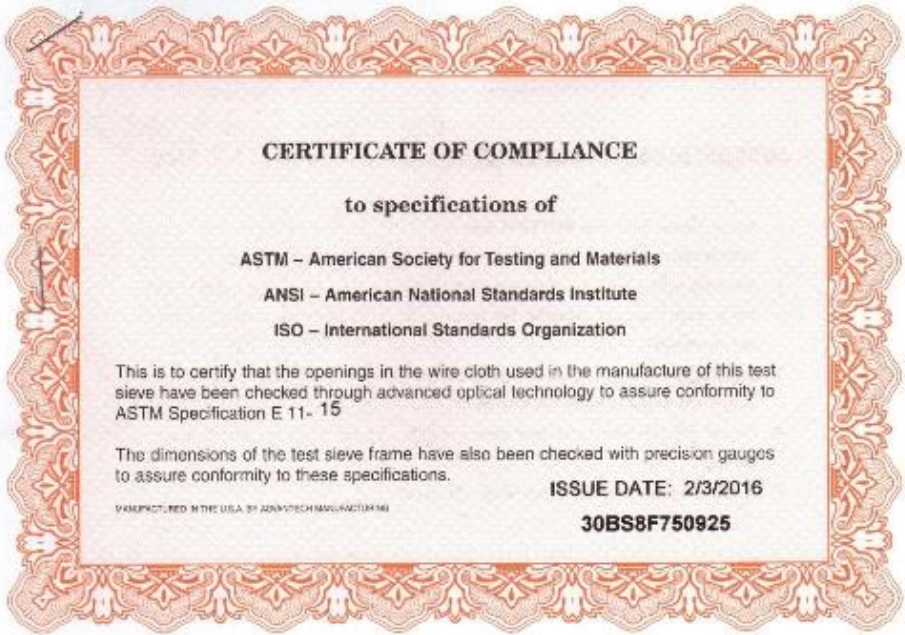 CERTIFICATE OF COMPLIANCE
to specifications of
ASTM – American Society for Testing and Materials
ANSI – American National Standards Institute
ISO – International Standards Organization
This is to certify that the openings in the wire cloth used in the manufacture of this test
sieve have been checked through advanced optical technology to assure conformity to
ASTM Specification E 11- 15
The dimensions of the test sieve frame have also been checked with precision gauges
to assure conformity to these specifications.
ISSUE DATE: 2/3/2016
MANUFACTURED IN THE U.S.A. BY ADVANTECH MANUFACTURING
30BS8F750925